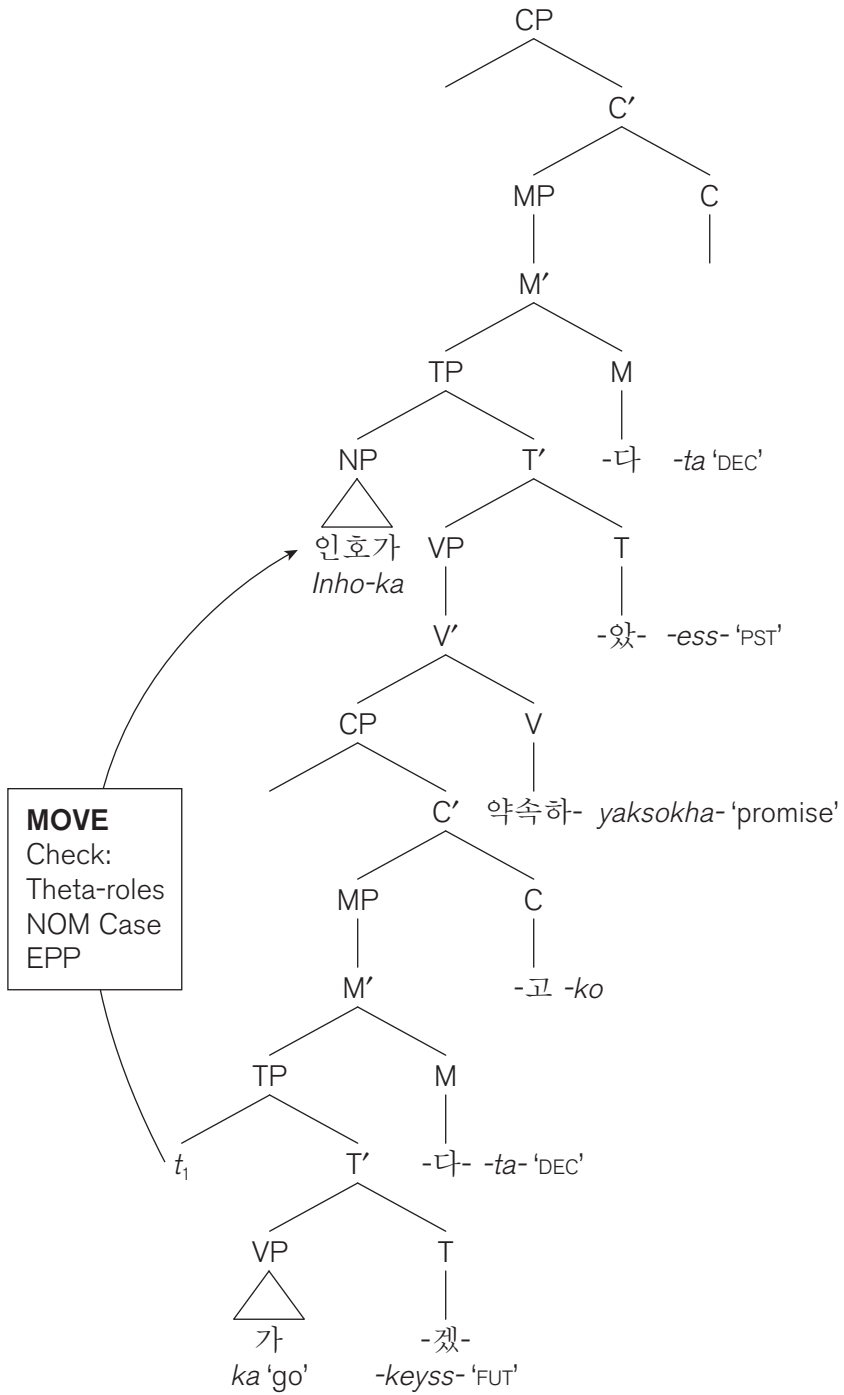 CP
C′
MP C
M′
TP M
NP T′ -다 -ta ‘DEC’
인호가 VP T
Inho-ka
V′ -았- -ess- ‘PST’
CP V
C′ 약속하- yaksokha- ‘promise’
MOVE
Check:
Theta-roles
NOM Case
EPP
MP C
M′ -고 -ko
TP M
t1 T′ -다- -ta- ‘DEC’
VP T
가 -겠-
ka ‘go’ -keyss- ‘FUT’